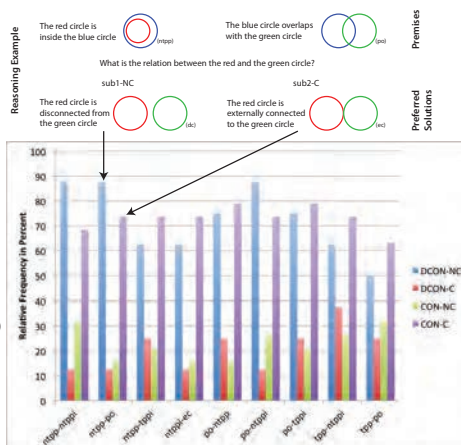 Reasoning Example
The red circle is
inside the blue circle
(ntpp)
The blue circle overlaps
with the green circle
(po)
Premises
What is the relation between the red and the green circle?
sub1-NC
sub2-C
The red circle is
disconnected from
the green circle
(dc)
The red circle is
externally connected
to the green circle
(ec)
Preferred
Solutions
Relative Frequency in Percent
100
90
80
70
60
50
40
30
20
10
0
ntpp-ntppi
ntpp-po
ntpp-tppi
ntppi-ec
po-ntpp
po-ntppi
po-tppi
tpp-ntppi
tpp-po
DCON-NC
DCON-C
CON-NC
CON-C